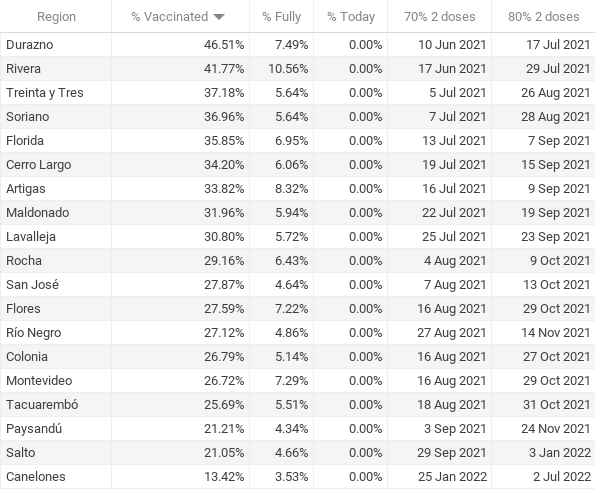 Region % Vaccinated % Fully % Today 70% 2 doses 80% 2 doses
Durazno 46.51% 7.49% 0.00% 10 Jun 2021 17 Jul 2021
Rivera 41.77% 10.56% 0.00% 17 Jun 2021 29 Jul 2021
Treinta y Tres 37.18% 5.64% 0.00% 5 Jul 2021 26 Aug 2021
Soriano 36.96% 5.64% 0.00% 7 Jul 2021 28 Aug 2021
Florida 35.85% 6.95% 0.00% 13 Jul 2021 7 Sep 2021
Cerro Largo 34.20% 6.06% 0.00% 19 Jul 2021 15 Sep 2021
Artigas 33.82% 8.32% 0.00% 16 Jul 2021 9 Sep 2021
Maldonado 31.96% 5.94% 0.00% 22 Jul 2021 19 Sep 2021
Lavalleja 30.80% 5.72% 0.00% 25 Jul 2021 23 Sep 2021
Rocha 29.16% 6.43% 0.00% 4 Aug 2021 9 Oct 2021
San José 27.87% 4.64% 0.00% 7 Aug 2021 13 Oct 2021
Flores 27.59% 7.22% 0.00% 16 Aug 2021 29 Oct 2021
Río Negro 27.12% 4.86% 0.00% 27 Aug 2021 14 Nov 2021
Colonia 26.79% 5.14% 0.00% 16 Aug 2021 27 Oct 2021
Montevideo 26.72% 7.29% 0.00% 16 Aug 2021 29 Oct 2021
Tacuarembó 25.69% 5.51% 0.00% 18 Aug 2021 31 Oct 2021
Paysandú 21.21% 4.34% 0.00% 3 Sep 2021 24 Nov 2021
Salto 21.05% 4.66% 0.00% 29 Sep 2021 3 Jan 2022
Canelones 13.42% 3.53% 0.00% 25 Jan 2022 2 Jul 2022